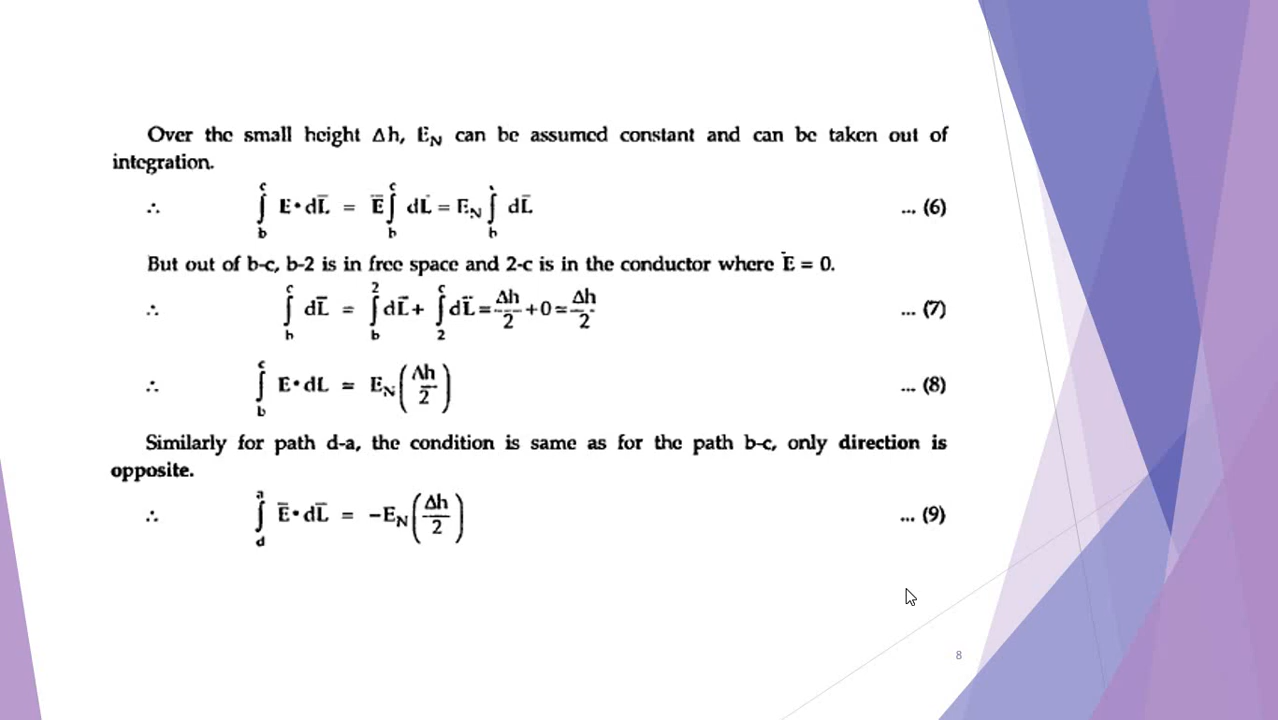 Over the small height Δh, E_N can be assumed constant and can be taken out of
integration.
∴ ∫_b^c E̅ • dL̅ = E̅ ∫_b^c dL̅ = E_N ∫_b dL̅ ... (6)
But out of b-c, b-2 is in free space and 2-c is in the conductor where E̅ = 0.
∴ ∫_b^c dL̅ = ∫_b^2 dL̅ + ∫_2^c dL̅ = Δh/2 + 0 = Δh/2 ... (7)
∴ ∫_b^c E • dL = E_N (Δh/2) ... (8)
Similarly for path d-a, the condition is same as for the path b-c, only direction is
opposite.
∴ ∫_d^a E̅ • dL̅ = -E_N (Δh/2) ... (9)
8